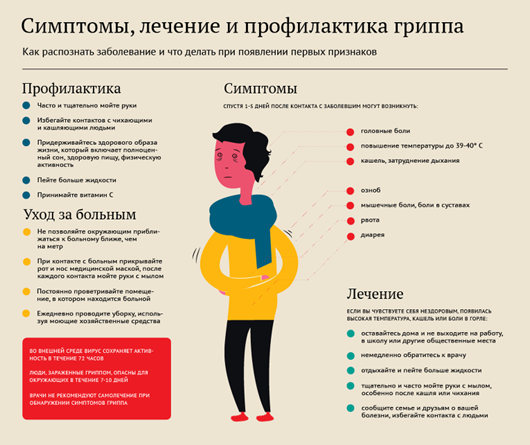 Симптомы, лечение и профилактика гриппа
Как распознать заболевание и что делать при появлении первых признаков
Профилактика
Часто и тщательно мойте руки
Избегайте контактов с чихающими
и кашляющими людьми
Придерживайтесь здорового образа
жизни, который включает полноцен-
ный сон, здоровую пищу, физическую
активность
Пейте больше жидкости
Принимайте витамин С
Уход за больным
Не позволяйте окружающим прибли-
жаться к больному ближе, чем
на метр
При контакте с больным прикрывайте
рот и нос медицинской маской, после
каждого контакта мойте руки с мылом
Постоянно проветривайте помеще-
ние, в котором находится больной
Ежедневно проводите уборку, исполь-
зуя моющие хозяйственные средства
ВО ВНЕШНЕЙ СРЕДЕ ВИРУС СОХРАНЯЕТ АКТИВ-
НОСТЬ В ТЕЧЕНИЕ 72 ЧАСОВ
ЛЮДИ, ЗАРАЖЕННЫЕ ГРИППОМ, ОПАСНЫ ДЛЯ
ОКРУЖАЮЩИХ В ТЕЧЕНИЕ 7-10 ДНЕЙ
ВРАЧИ НЕ РЕКОМЕНДУЮТ САМОЛЕЧЕНИЕ ПРИ
ОБНАРУЖЕНИИ СИМПТОМОВ ГРИППА
Симптомы
СПУСТЯ 1-5 ДНЕЙ ПОСЛЕ КОНТАКТА С ЗАБОЛЕВШИМ МОГУТ ВОЗНИКНУТЬ:
головные боли
повышение температуры до 39-40° С
кашель, затруднение дыхания
озноб
мышечные боли, боли в суставах
рвота
диарея
Лечение
ЕСЛИ ВЫ ЧУВСТВУЕТЕ СЕБЯ НЕЗДОРОВЫМ, ПОЯВИЛАСЬ
ВЫСОКАЯ ТЕМПЕРАТУРА, КАШЕЛЬ ИЛИ БОЛИ В ГОРЛЕ:
оставайтесь дома и не выходите на работу,
в школу или другие общественные места
немедленно обратитесь к врачу
отдыхайте и пейте больше жидкости
тщательно и часто мойте руки с мылом,
особенно после кашля или чихания
сообщите семье и друзьям о вашей
болезни, избегайте контакта с людьми